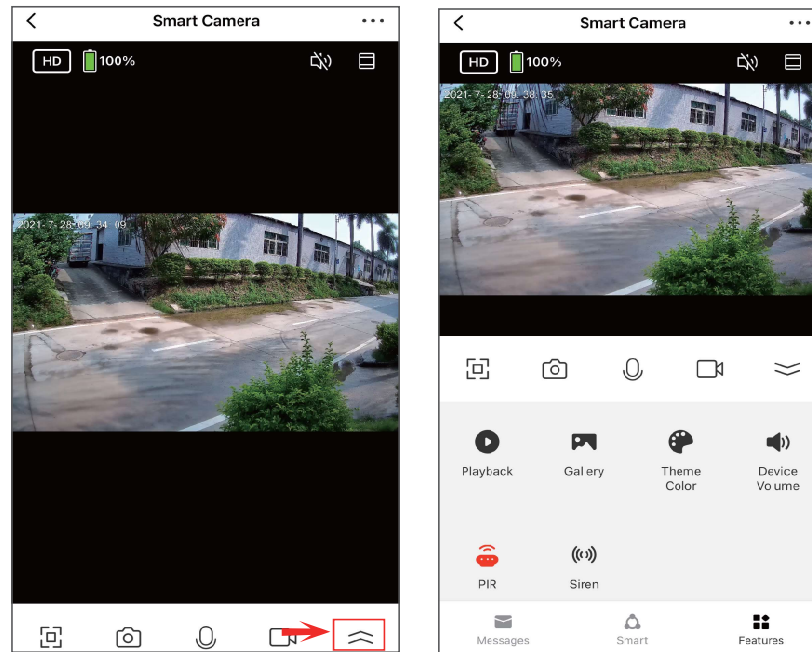 Smart Camera
HD 100%
2021-7-28 09 34 09
Smart Camera
HD 100%
2021-7-28-09 38:35
Playback
Gallery
Theme
Color
Device
Volume
PIR
Siren
Messages
Smart
Features